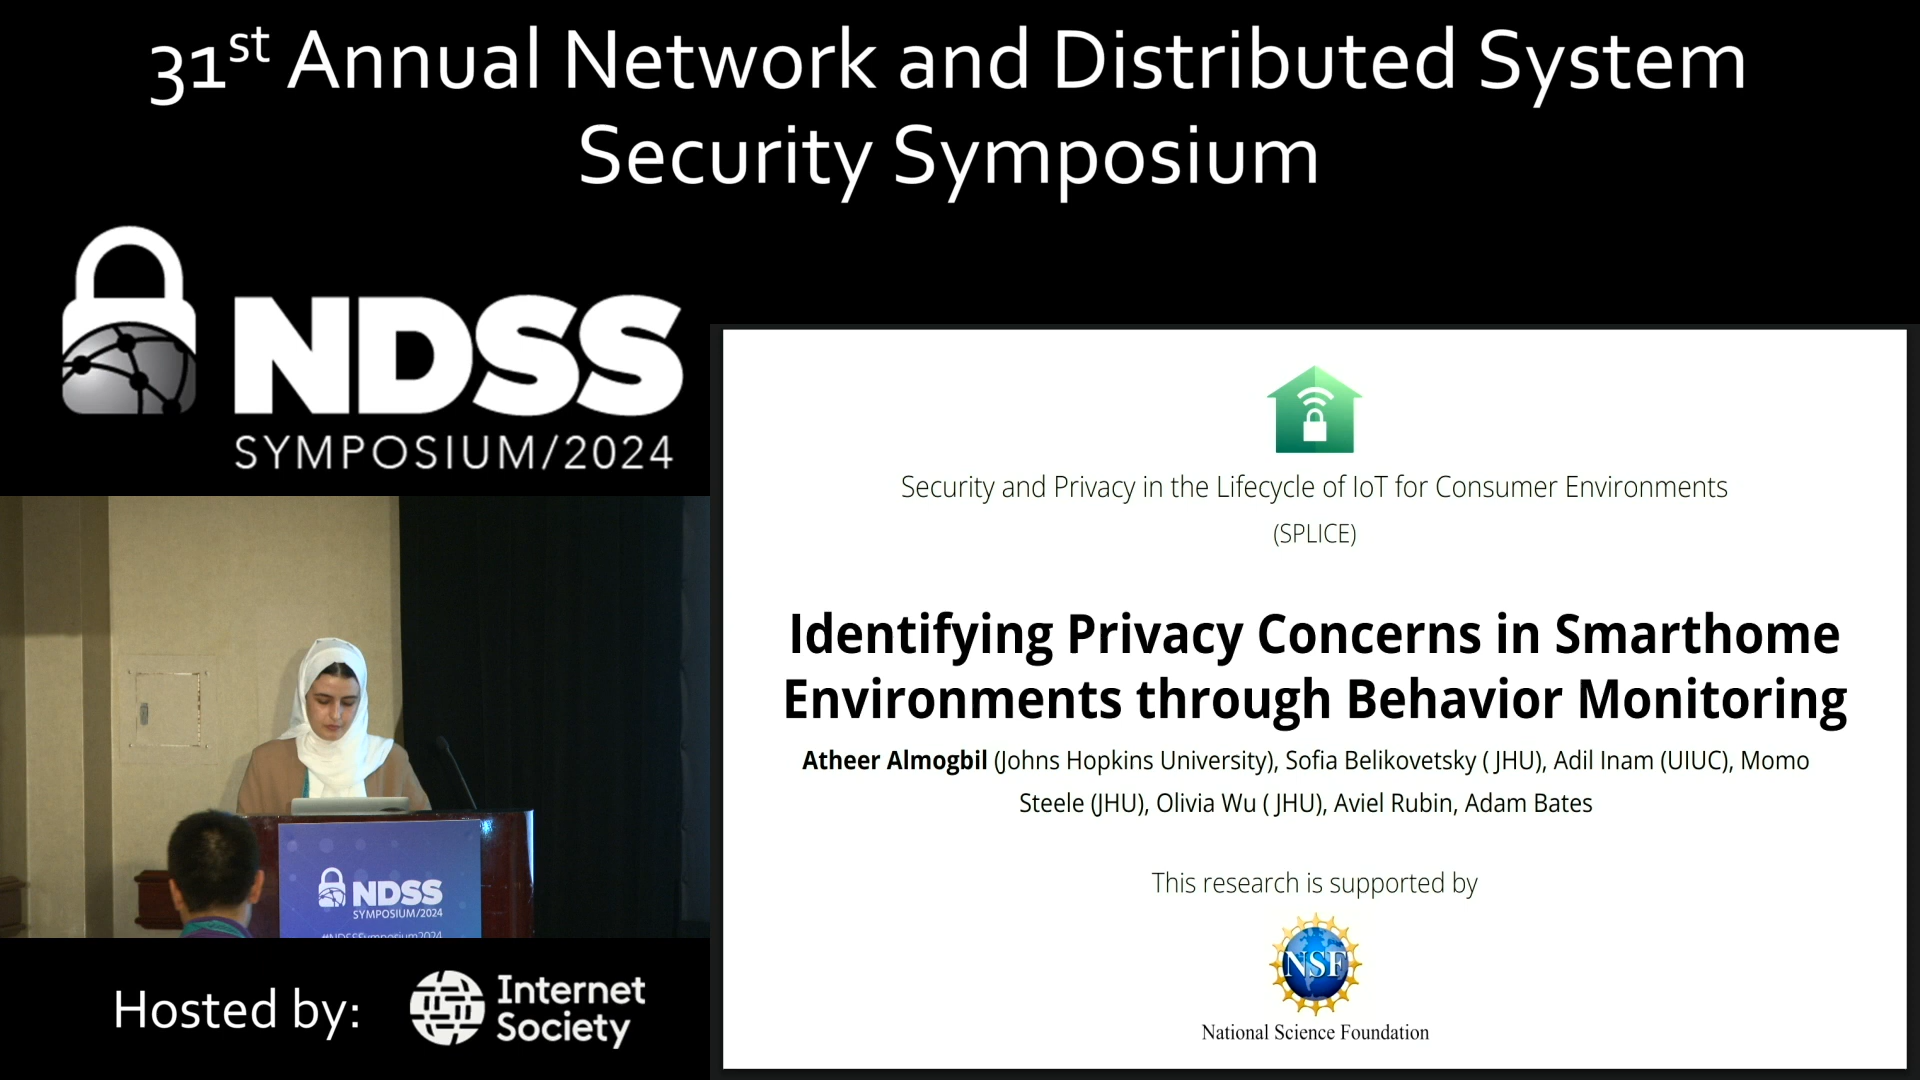 31st Annual Network and Distributed System
Security Symposium
NDSS
SYMPOSIUM/2024
Security and Privacy in the Lifecycle of IoT for Consumer Environments
(SPLICE)
Identifying Privacy Concerns in Smarthome
Environments through Behavior Monitoring
Atheer Almogbil (Johns Hopkins University), Sofia Belikovetsky ( JHU), Adil Inam (UIUC), Momo
Steele (JHU), Olivia Wu ( JHU), Aviel Rubin, Adam Bates
This research is supported by
NSF
National Science Foundation
NDSS
SYMPOSIUM/2024
#NDSSSymposium2024
Hosted by:
Internet
Society